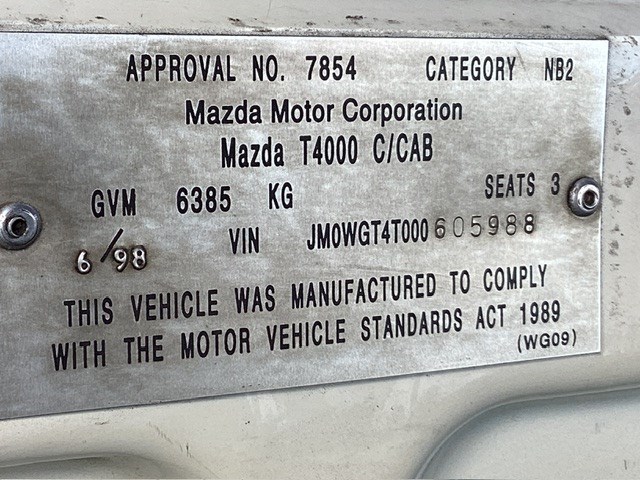 APPROVAL NO. 7854 CATEGORY NB2
Mazda Motor Corporation
Mazda T4000 C/CAB
GVM 6385 KG SEATS 3
6/98 VIN JM0WGT4T000605988
THIS VEHICLE WAS MANUFACTURED TO COMPLY
WITH THE MOTOR VEHICLE STANDARDS ACT 1989
(WG09)